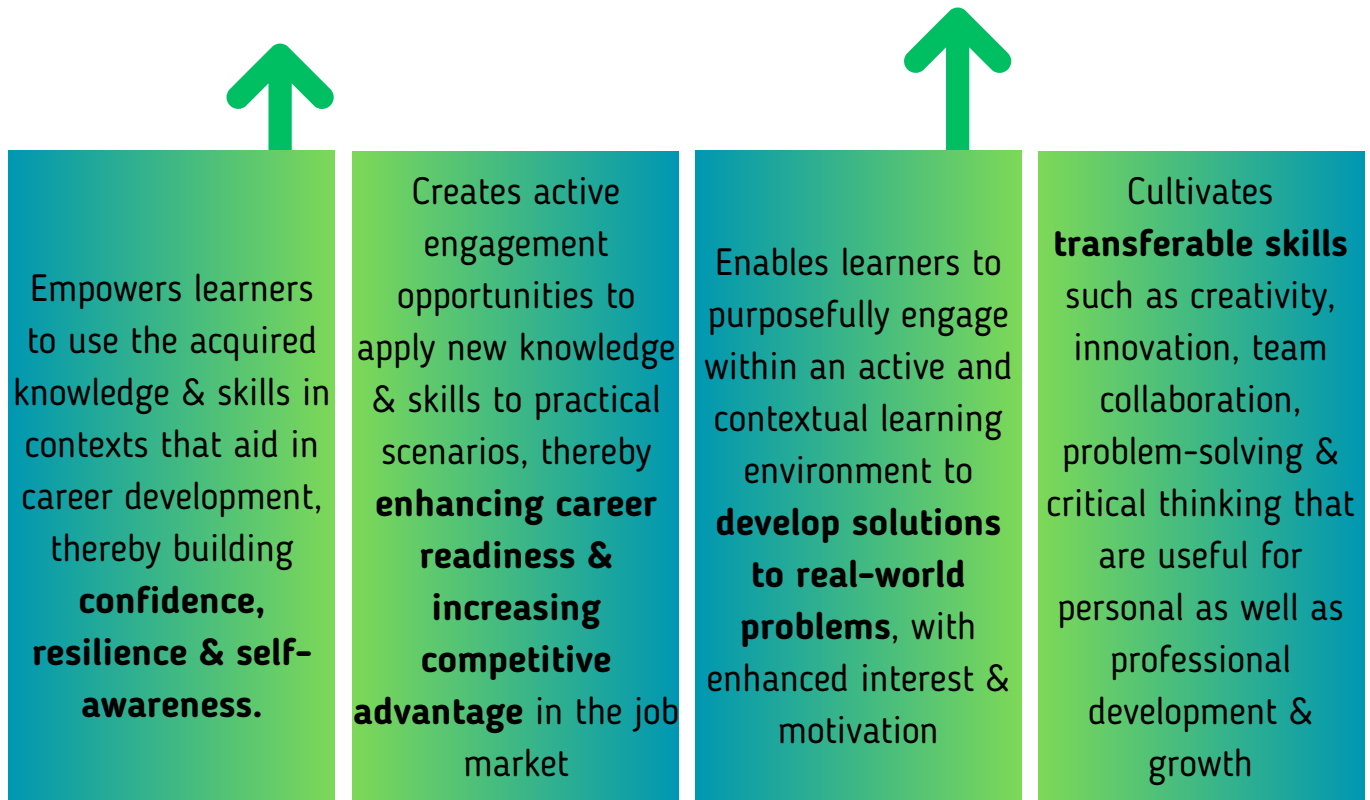 Empowers learners
to use the acquired
knowledge & skills in
contexts that aid in
career development,
thereby building
confidence,
resilience & self-
awareness.
Creates active
engagement
opportunities to
apply new knowledge
& skills to practical
scenarios, thereby
enhancing career
readiness &
increasing
competitive
advantage in the job
market
Enables learners to
purposefully engage
within an active and
contextual learning
environment to
develop solutions
to real-world
problems, with
enhanced interest &
motivation
Cultivates
transferable skills
such as creativity,
innovation, team
collaboration,
problem-solving &
critical thinking that
are useful for
personal as well as
professional
development &
growth